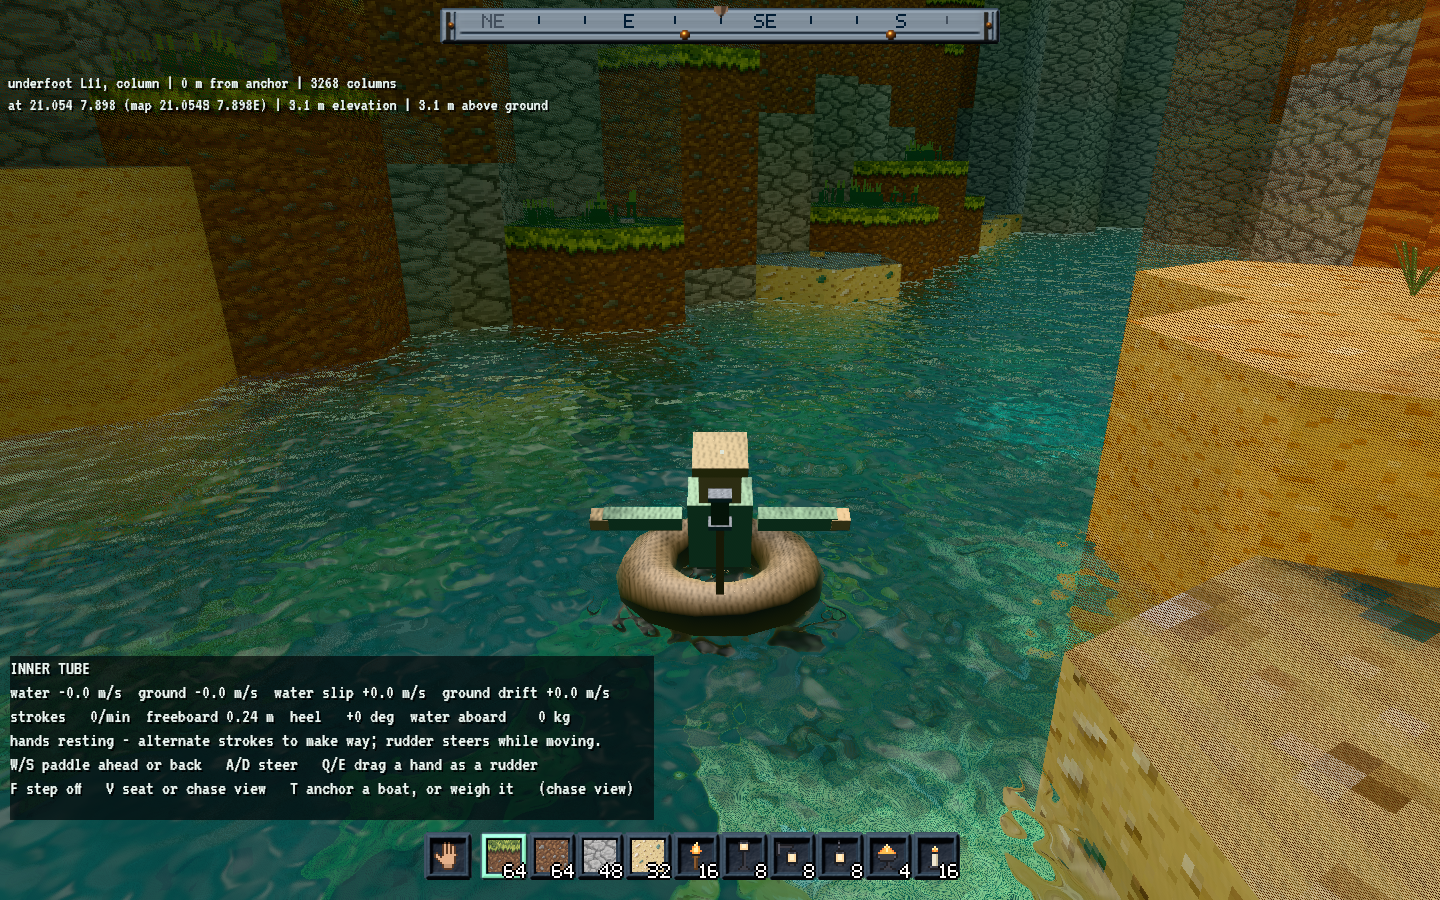 NE E SE S
underfoot L11, column | 0 m from anchor | 3268 columns
at 21.054 7.898 (map 21.054S 7.898E) | 3.1 m elevation | 3.1 m above ground
INNER TUBE
water -0.0 m/s ground -0.0 m/s water slip +0.0 m/s ground drift +0.0 m/s
strokes 0/min freeboard 0.24 m heel +0 deg water aboard 0 kg
hands resting - alternate strokes to make way; rudder steers while moving.
W/S paddle ahead or back A/D steer Q/E drag a hand as a rudder
F step off V seat or chase view T anchor a boat, or weigh it (chase view)
64 64 48 32 16 8 8 8 4 16